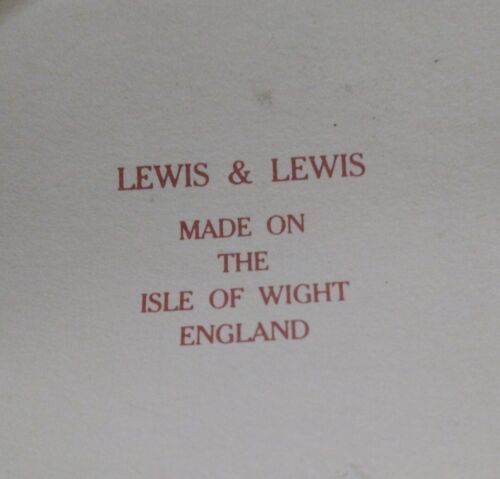 LEWIS & LEWIS
MADE ON
THE
ISLE OF WIGHT
ENGLAND